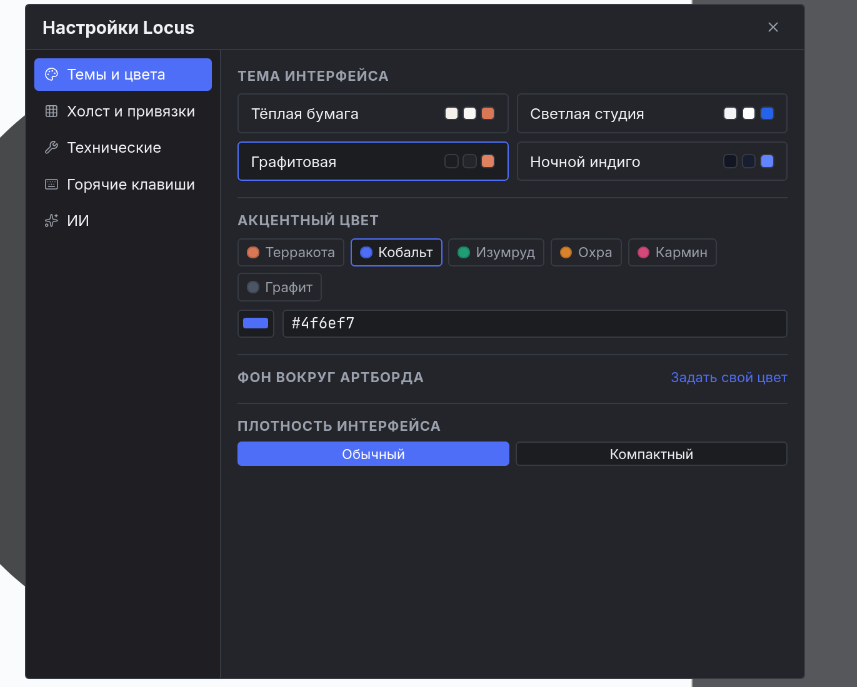 Настройки Locus
Темы и цвета
Холст и привязки
Технические
Горячие клавиши
ИИ
ТЕМА ИНТЕРФЕЙСА
Тёплая бумага
Светлая студия
Графитовая
Ночной индиго
АКЦЕНТНЫЙ ЦВЕТ
Терракота
Кобальт
Изумруд
Охра
Кармин
Графит
#4f6ef7
ФОН ВОКРУГ АРТБОРДА
Задать свой цвет
ПЛОТНОСТЬ ИНТЕРФЕЙСА
Обычный
Компактный